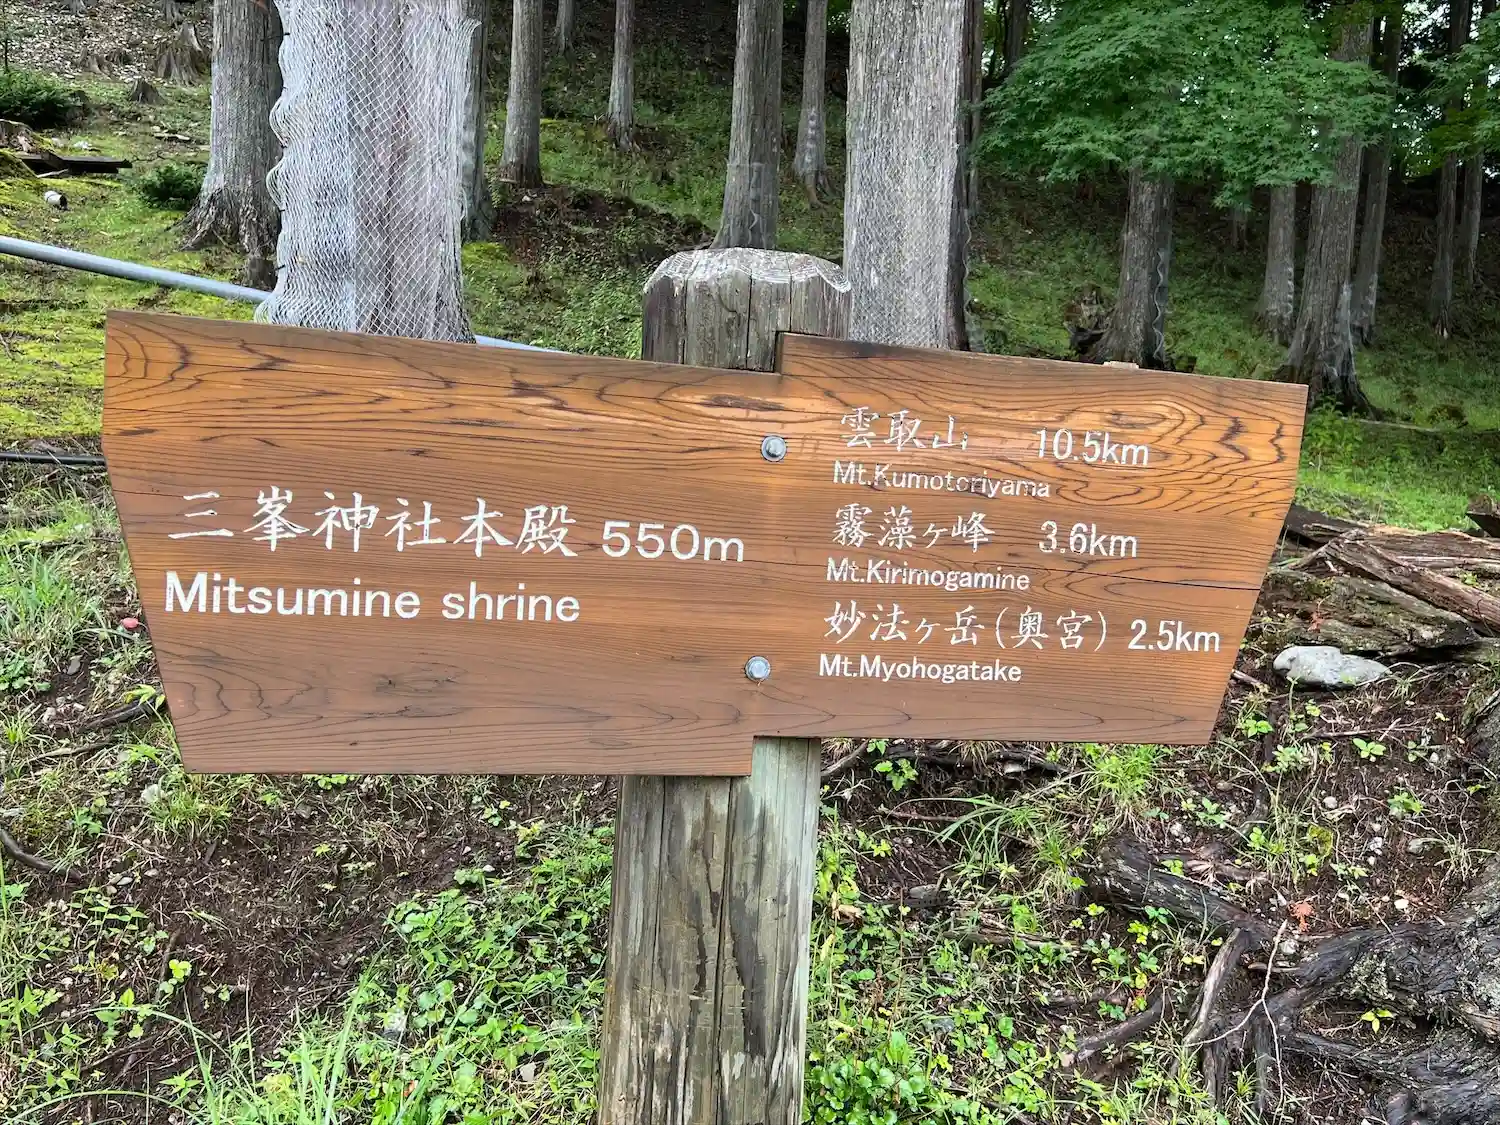 三峯神社本殿 550m
Mitsumine shrine
雲取山 10.5km
Mt.Kumotoriyama
霧藻ヶ峰 3.6km
Mt.Kirimogamine
妙法ヶ岳(奥宮) 2.5km
Mt.Myohogatake